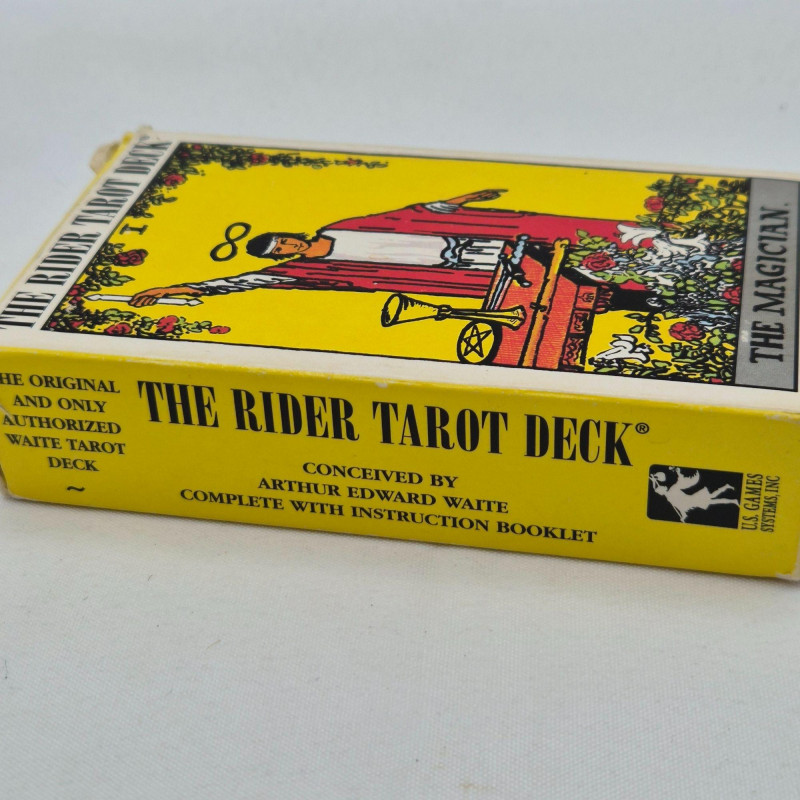 THE RIDER TAROT DECK
I
THE MAGICIAN.
THE ORIGINAL
AND ONLY
AUTHORIZED
WAITE TAROT
DECK
~
THE RIDER TAROT DECK®
CONCEIVED BY
ARTHUR EDWARD WAITE
COMPLETE WITH INSTRUCTION BOOKLET
U.S. GAMES
SYSTEMS, INC